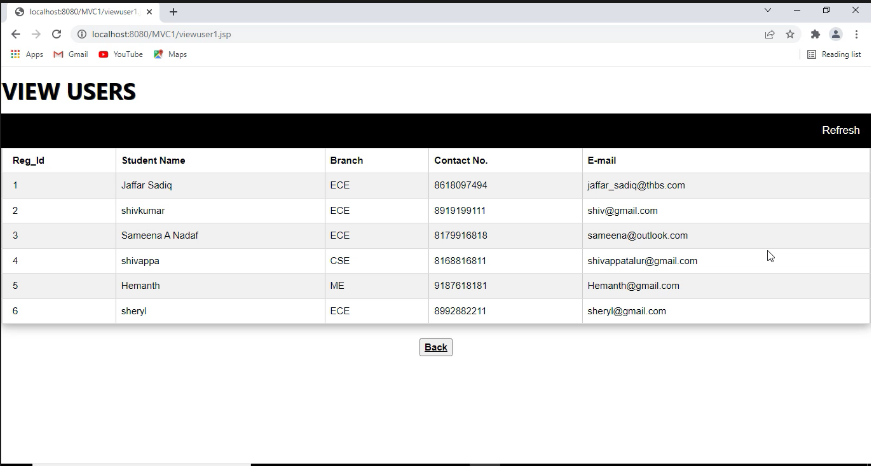 localhost:8080/MVC1/viewuser1.
localhost:8080/MVC1/viewuser1.jsp
Apps Gmail YouTube Maps Reading list
VIEW USERS
Refresh
Reg_Id Student Name Branch Contact No. E-mail
1 Jaffar Sadiq ECE 8618097494 jaffar_sadiq@thbs.com
2 shivkumar ECE 8919199111 shiv@gmail.com
3 Sameena A Nadaf ECE 8179916818 sameena@outlook.com
4 shivappa CSE 8168816811 shivappatalur@gmail.com
5 Hemanth ME 9187618181 Hemanth@gmail.com
6 sheryl ECE 8992882211 sheryl@gmail.com
Back